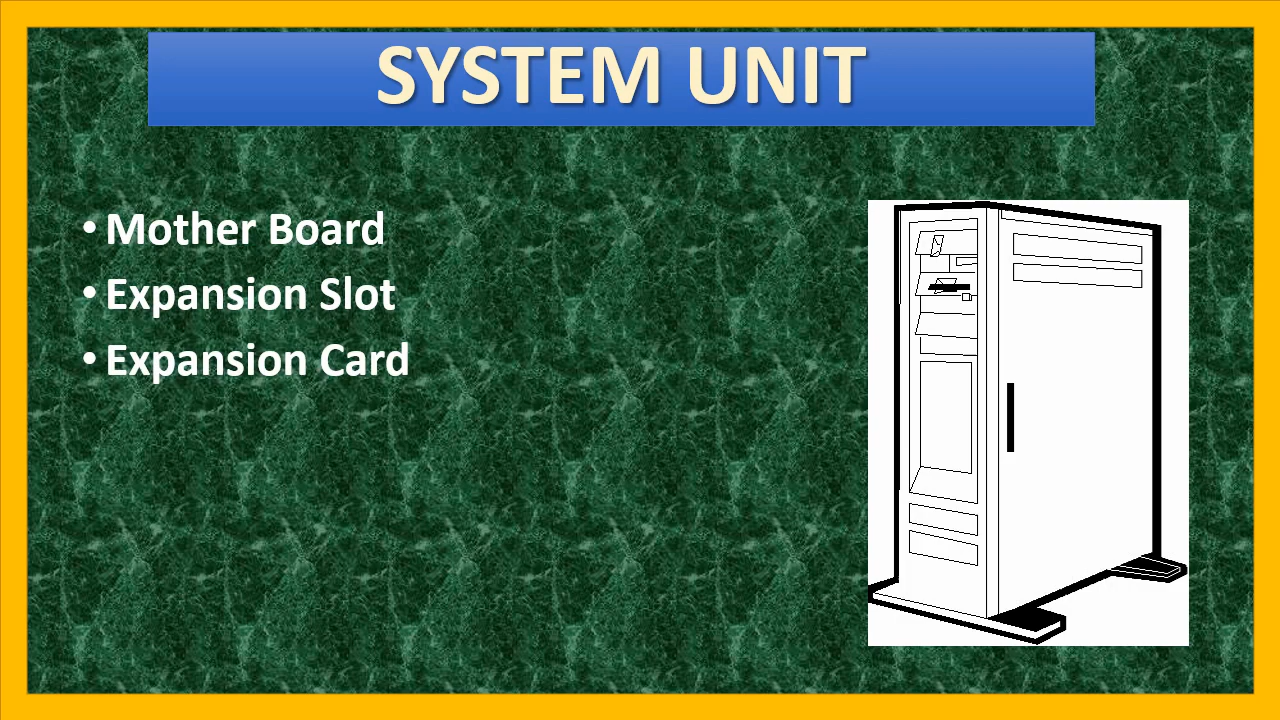 SYSTEM UNIT
• Mother Board
• Expansion Slot
• Expansion Card